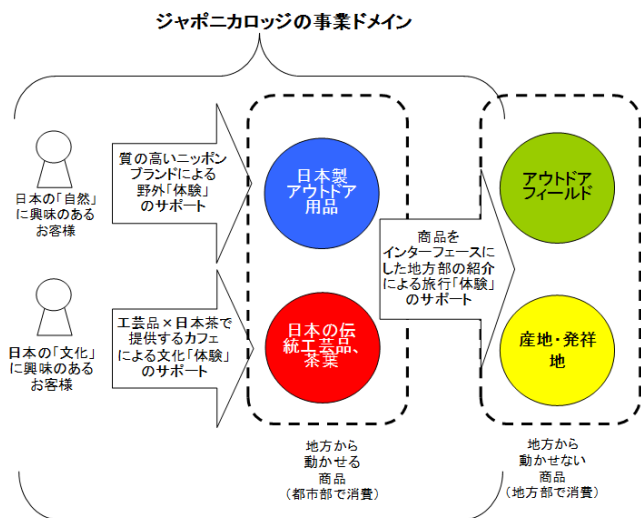 ジャポニカロッジの事業ドメイン
日本の「自然」
に興味のある
お客様
質の高いニッポン
ブランドによる
野外「体験」
のサポート
日本製
アウトドア
用品
アウトドア
フィールド
商品を
インターフェースに
した地方部の紹介
による旅行「体験」
のサポート
日本の「文化」
に興味のある
お客様
工芸品×日本茶で
提供するカフェ
による文化「体験」
のサポート
日本の伝
統工芸品、
茶葉
産地・発祥
地
地方から
動かせる
商品
（都市部で消費）
地方から
動かせない
商品
（地方部で消費）